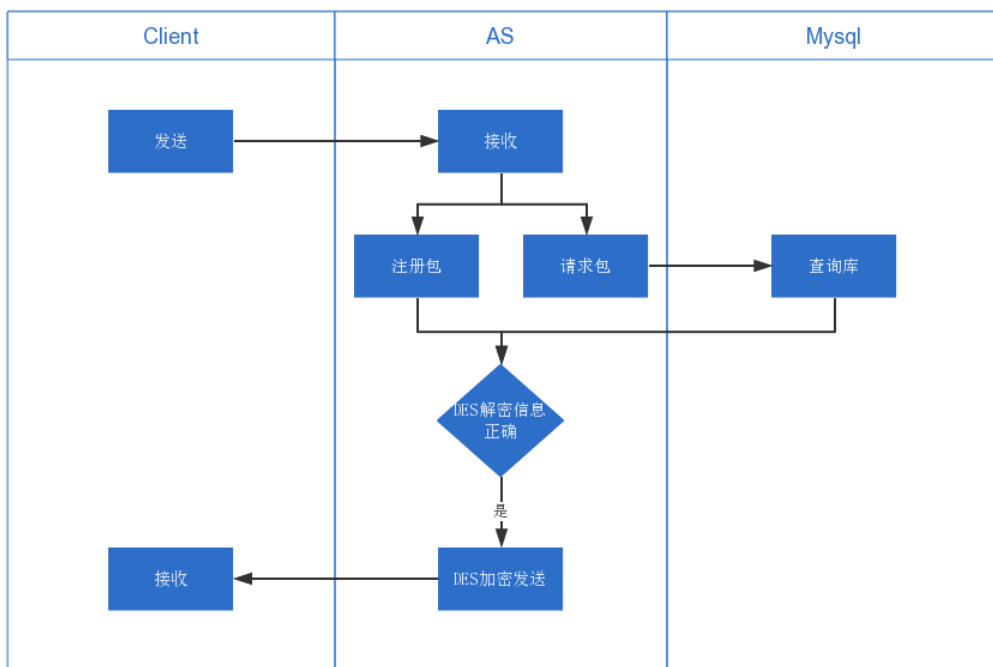 Client
AS
Mysql
发送
接收
注册包
请求包
查询库
DES解密信息
正确
是
接收
DES加密发送